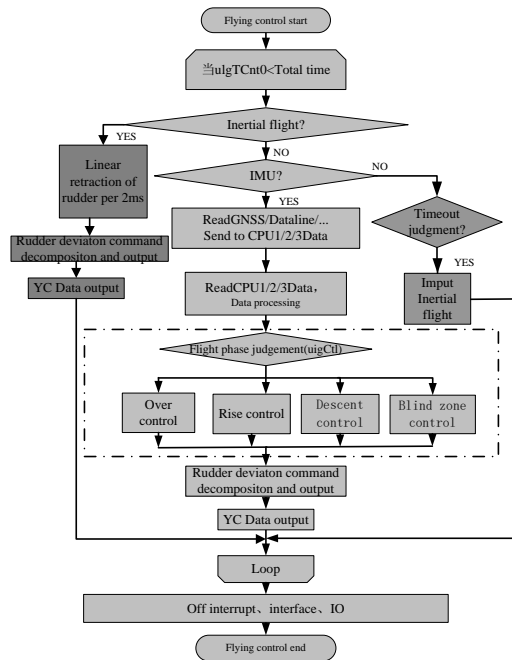 Flying control start
当ulgTCnt0<Total time
Inertial flight?
YES
NO
Linear
retraction of
rudder per 2ms
IMU?
NO
YES
Timeout
judgment?
ReadGNSS/Dataline/...
Send to CPU1/2/3Data
Rudder deviaton command
decompositon and output
YES
YC Data output
ReadCPU1/2/3Data，
Data processing
Imput
Inertial
flight
Flight phase judgement(uigCtl)
Over
control
Rise control
Descent
control
Blind zone
control
Rudder deviaton command
decompositon and output
YC Data output
Loop
Off interrupt、interface、IO
Flying control end